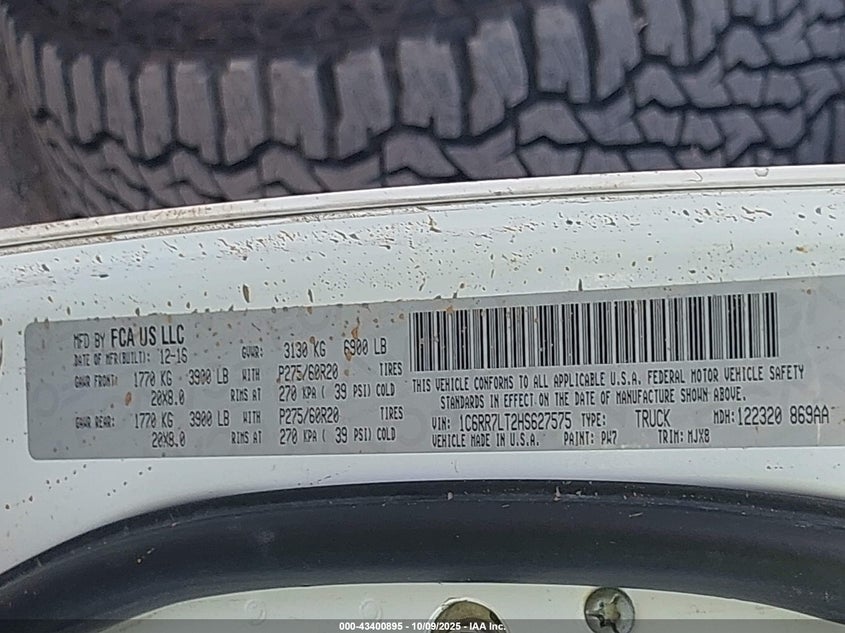 MFD BY FCA US LLC
DATE OF MFR(BUILT): 12-16 GVWR: 3130 KG 6900 LB
GAWR FRONT: 1770 KG 3900 LB WITH P275/60R20 TIRES
20X8.0 RIMS AT 270 KPA ( 39 PSI) COLD
GAWR REAR: 1770 KG 3900 LB WITH P275/60R20 TIRES
20X8.0 RIMS AT 270 KPA ( 39 PSI) COLD
THIS VEHICLE CONFORMS TO ALL APPLICABLE U.S.A. FEDERAL MOTOR VEHICLE SAFETY
STANDARDS IN EFFECT ON THE DATE OF MANUFACTURE SHOWN ABOVE.
VIN: 1C6RR7LT2HS627575 TYPE: TRUCK MDH: 122320 869AA
VEHICLE MADE IN U.S.A. PAINT: PW7 TRIM: MJX8
000-43400895 - 10/09/2025 - IAA Inc.